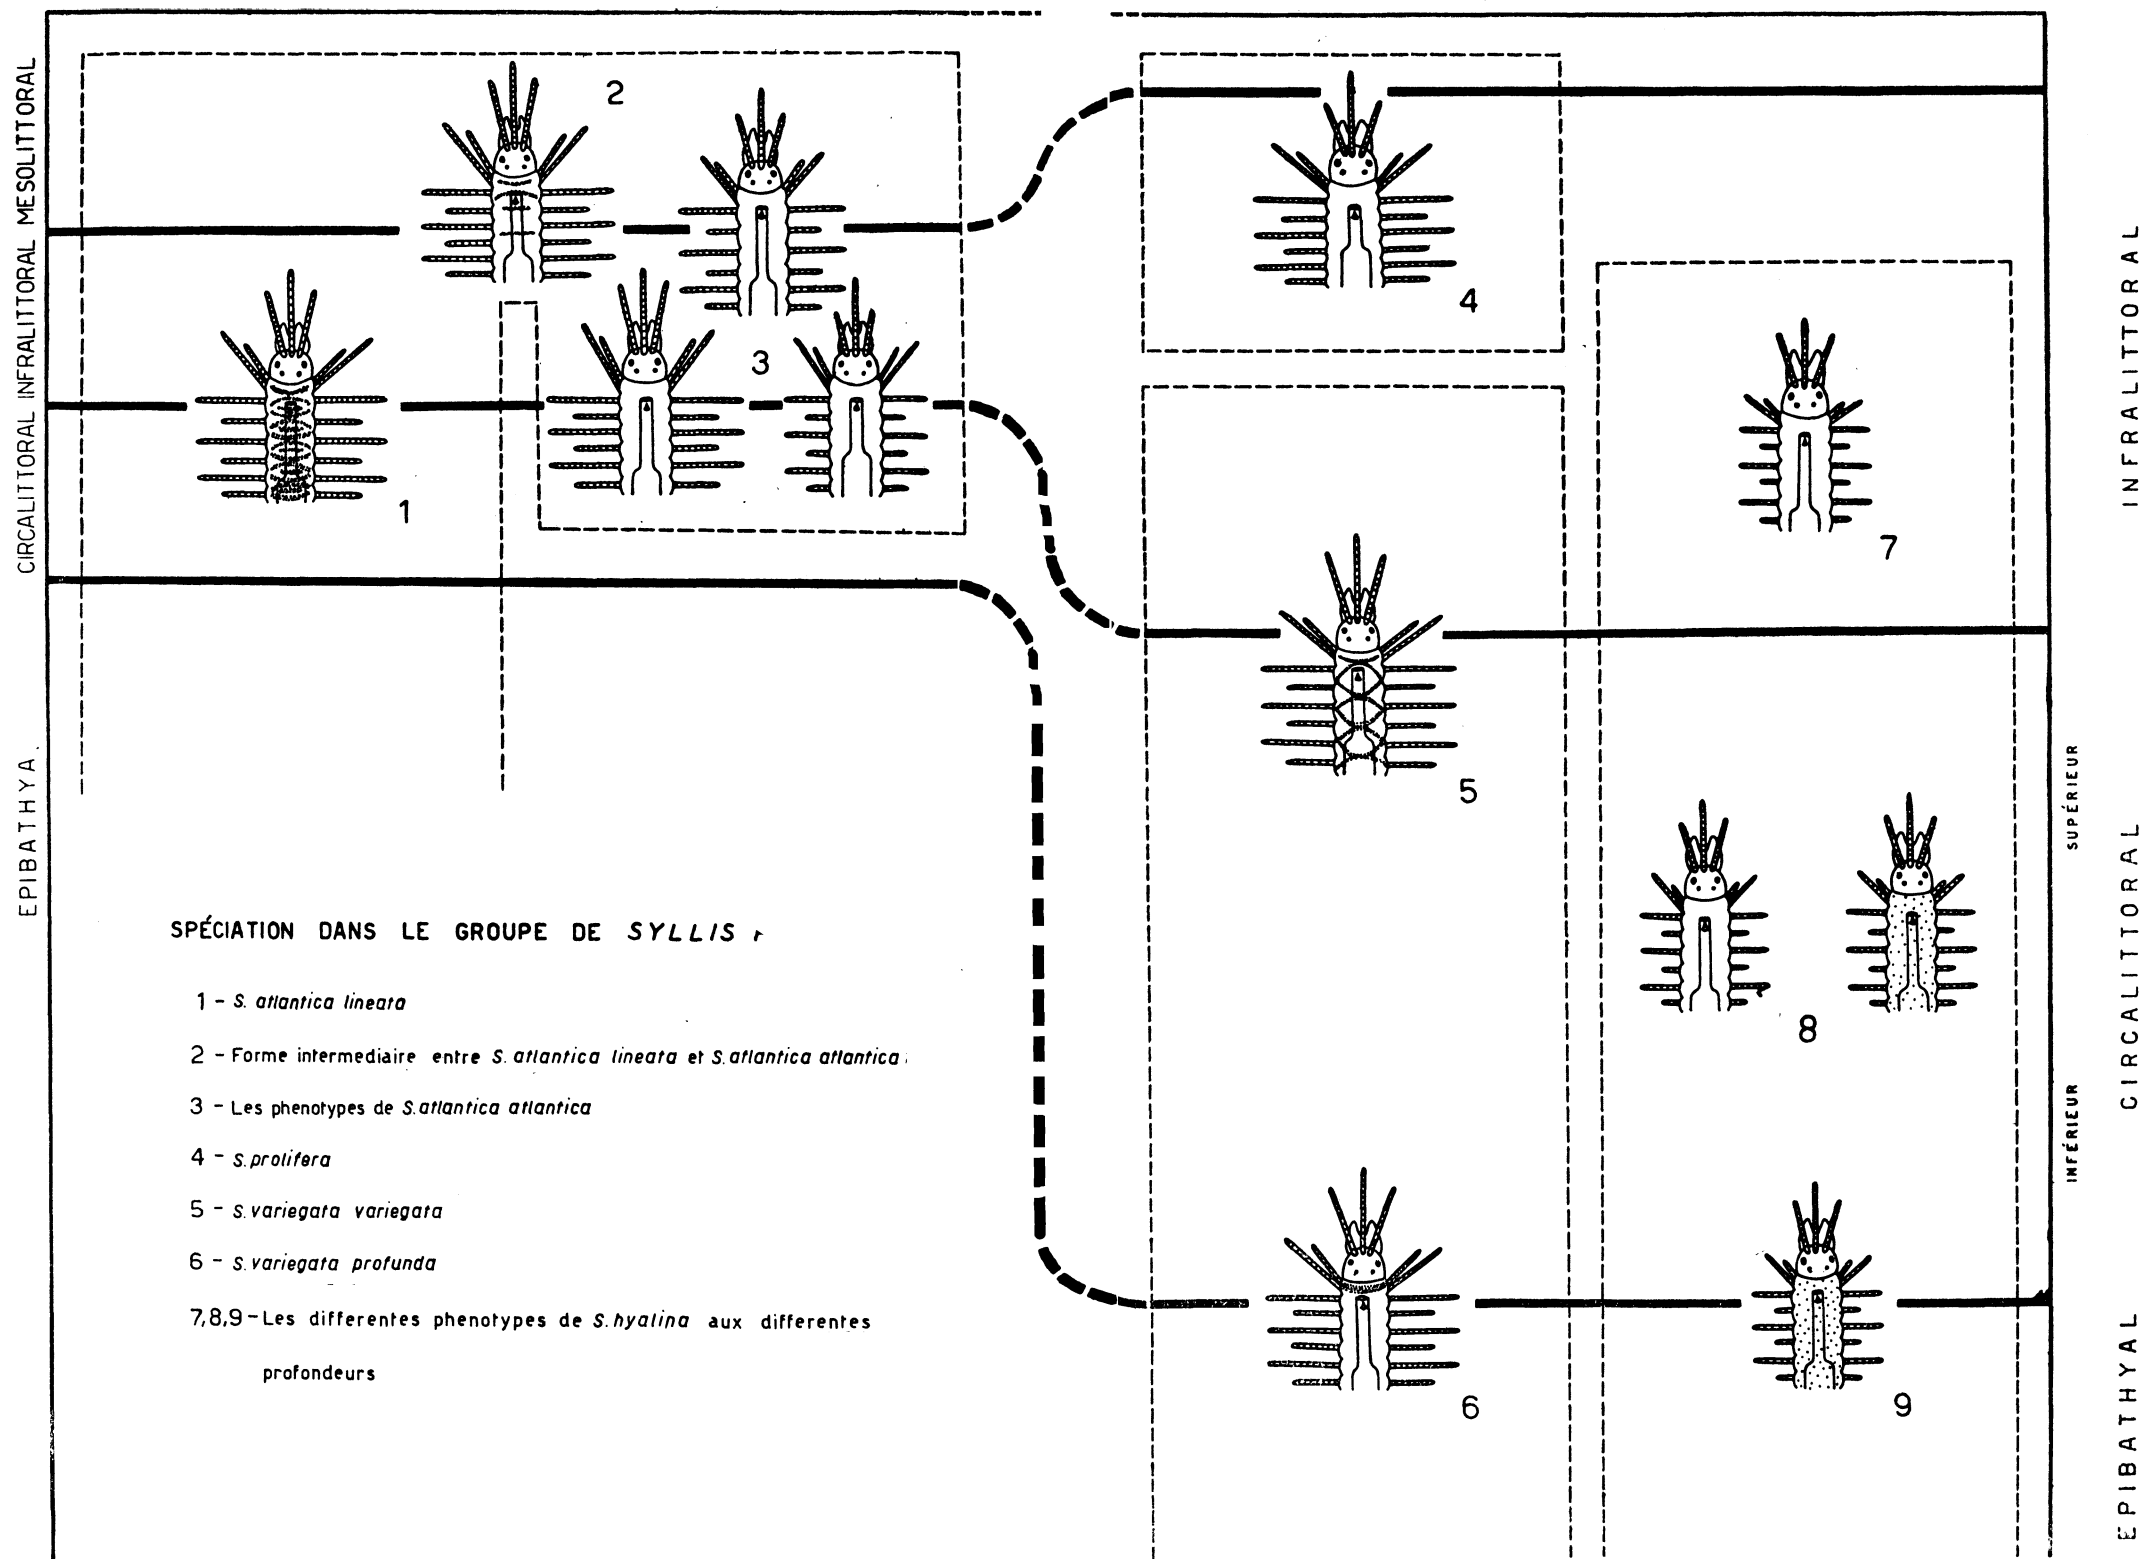 MESOLITTORAL
INFRALITTORAL
CIRCALITTORAL
EPIBATHYA.
2
3
1
4
7
5
8
6
9
INFRALITTORAL
SUPÉRIEUR
CIRCALITTORAL
INFÉRIEUR
EPIBATHYAL
SPÉCIATION DANS LE GROUPE DE SYLLIS
1 - S. atlantica lineata
2 - Forme intermediaire entre S. atlantica lineata et S. atlantica atlantica
3 - Les phenotypes de S. atlantica atlantica
4 - S. prolifera
5 - S. variegata variegata
6 - S. variegata profunda
7,8,9 - Les differentes phenotypes de S. hyalina aux differentes
profondeurs